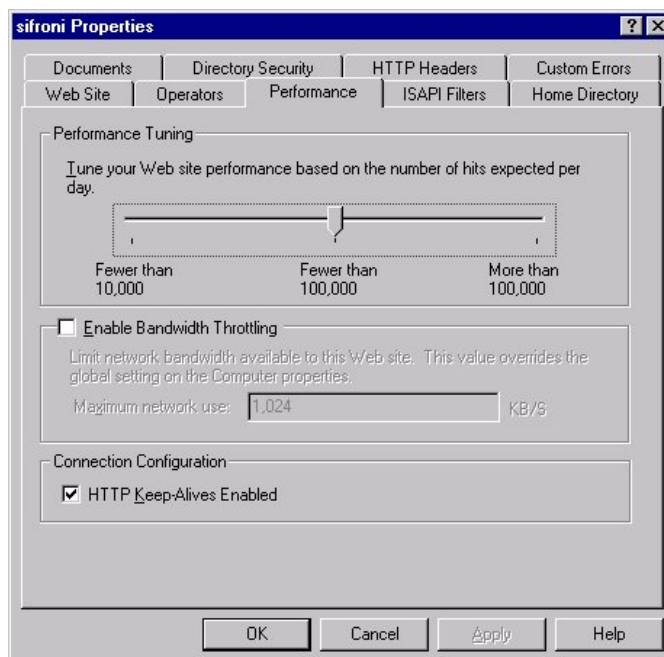 sifroni Properties
Documents
Directory Security
HTTP Headers
Custom Errors
Web Site
Operators
Performance
ISAPI Filters
Home Directory
Performance Tuning
Tune your Web site performance based on the number of hits expected per
day.
Fewer than
10,000
Fewer than
100,000
More than
100,000
Enable Bandwidth Throttling
Limit network bandwidth available to this Web site. This value overrides the
global setting on the Computer properties.
Maximum network use:
1,024
KB/S
Connection Configuration
HTTP Keep-Alives Enabled
OK
Cancel
Apply
Help